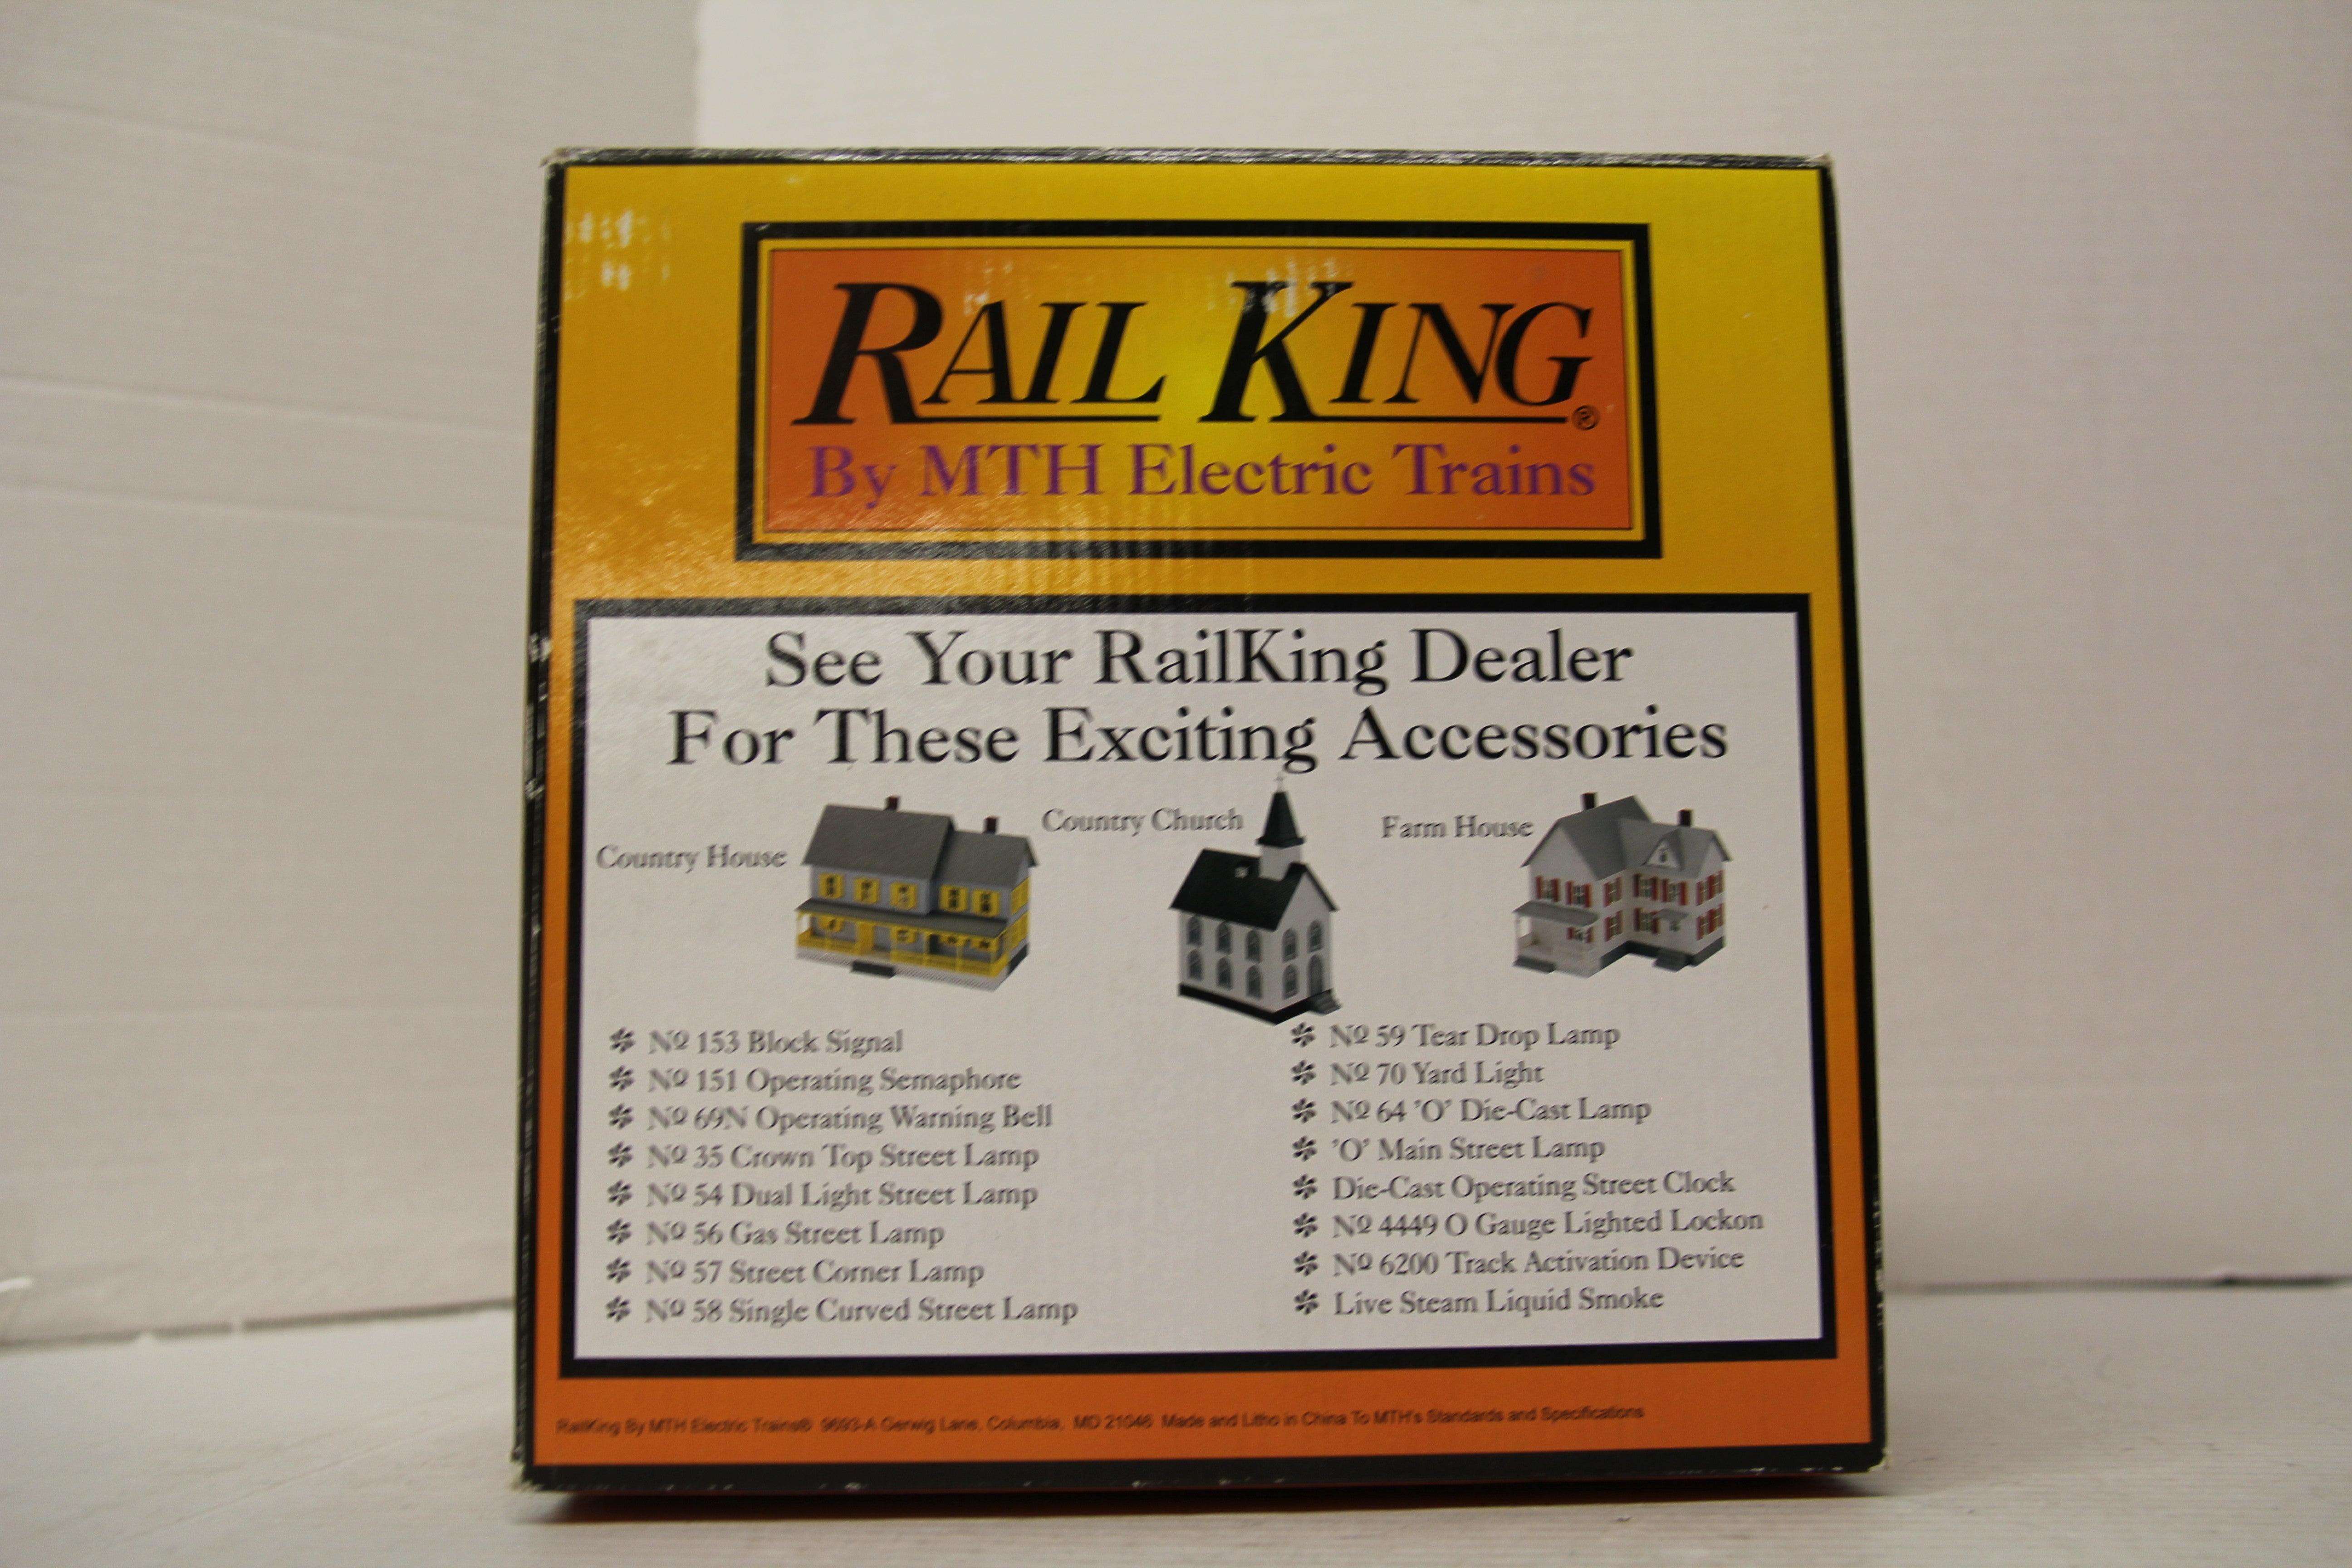 RAIL KING®
By MTH Electric Trains
See Your RailKing Dealer
For These Exciting Accessories
Country House
Country Church
Farm House
Nº 153 Block Signal
Nº 151 Operating Semaphore
Nº 69N Operating Warning Bell
Nº 35 Crown Top Street Lamp
Nº 54 Dual Light Street Lamp
Nº 56 Gas Street Lamp
Nº 57 Street Corner Lamp
Nº 58 Single Curved Street Lamp
Nº 59 Tear Drop Lamp
Nº 70 Yard Light
Nº 64 'O' Die-Cast Lamp
'O' Main Street Lamp
Die-Cast Operating Street Clock
Nº 4449 O Gauge Lighted Lockon
Nº 6200 Track Activation Device
Live Steam Liquid Smoke
RailKing By MTH Electric Trains® 9693-A Gerwig Lane, Columbia, MD 21046 Made and Litho in China To MTH's Standards and Specifications